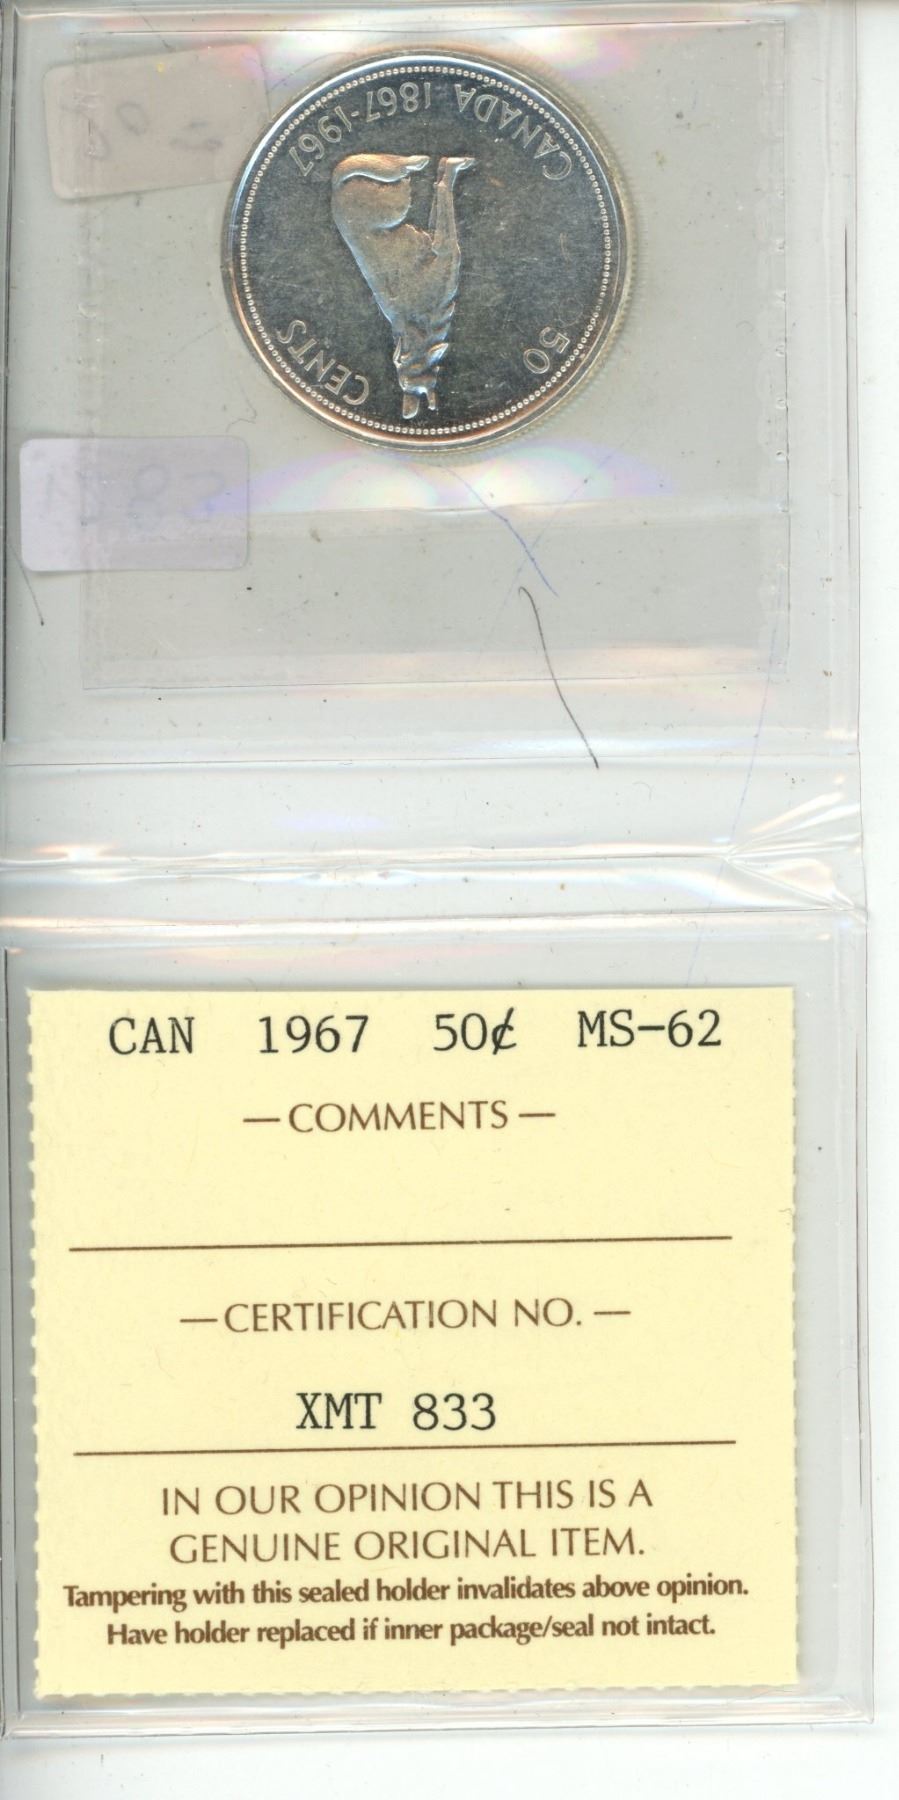 CANADA 1867-1967
50 CENTS
CAN 1967 50¢ MS-62
— COMMENTS —
— CERTIFICATION NO. —
XMT 833
IN OUR OPINION THIS IS A
GENUINE ORIGINAL ITEM.
Tampering with this sealed holder invalidates above opinion.
Have holder replaced if inner package/seal not intact.